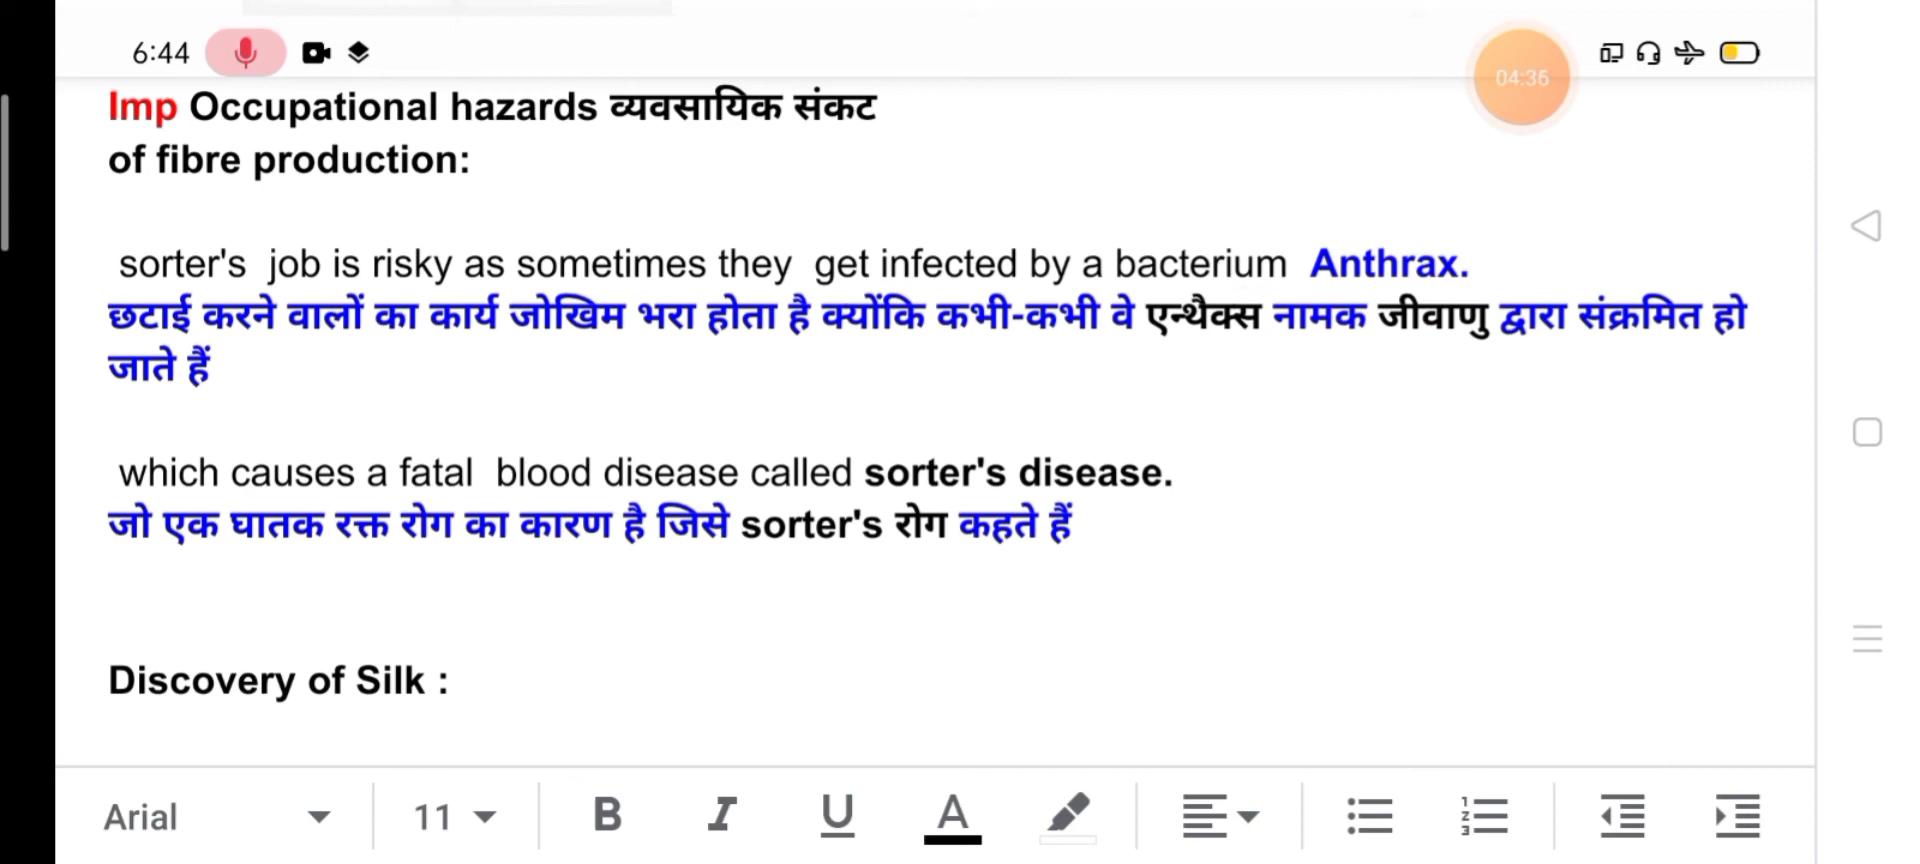 6:44
04:36
Imp Occupational hazards व्यवसायिक संकट
of fibre production:
sorter's job is risky as sometimes they get infected by a bacterium Anthrax.
छटाई करने वालों का कार्य जोखिम भरा होता है क्योंकि कभी-कभी वे एन्थैक्स नामक जीवाणु द्वारा संक्रमित हो
जाते हैं
which causes a fatal blood disease called sorter's disease.
जो एक घातक रक्त रोग का कारण है जिसे sorter's रोग कहते हैं
Discovery of Silk :
Arial 11 B I U A